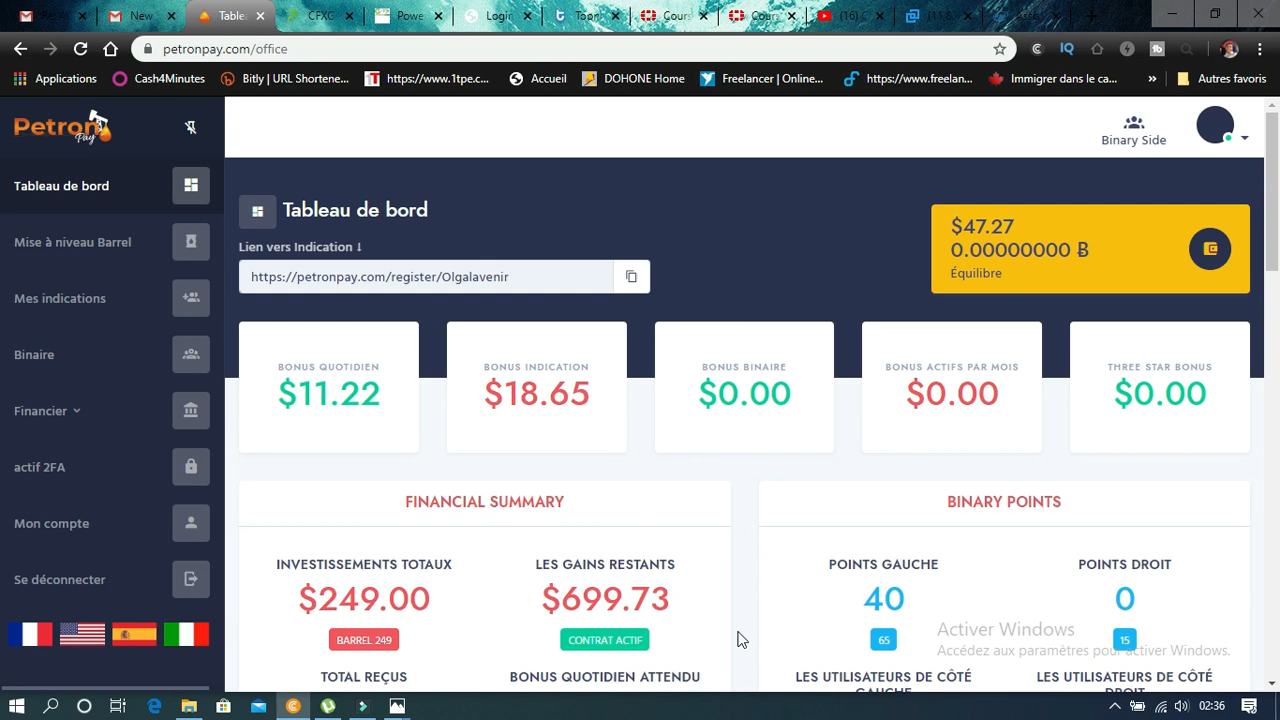 New
Table
CFXG
Powe
Login
Cours
Cour
(16)
petronpay.com/office
IQ
Applications
Cash4Minutes
Bitly | URL Shortene...
https://www.1tpe.c...
Accueil
DOHONE Home
Freelancer | Online...
https://www.freelan...
Immigrer dans le ca...
»
Autres favoris
Petron
Pay
Binary Side
Tableau de bord
Mise à niveau Barrel
Mes indications
Binaire
Financier
actif 2FA
Mon compte
Se déconnecter
Tableau de bord
Lien vers Indication ⭣
https://petronpay.com/register/Olgalavenir
$47.27
0.00000000 Ƀ
Équilibre
BONUS QUOTIDIEN
$11.22
BONUS INDICATION
$18.65
BONUS BINAIRE
$0.00
BONUS ACTIFS PAR MOIS
$0.00
THREE STAR BONUS
$0.00
FINANCIAL SUMMARY
INVESTISSEMENTS TOTAUX
$249.00
BARREL 249
LES GAINS RESTANTS
$699.73
CONTRAT ACTIF
TOTAL REÇUS
BONUS QUOTIDIEN ATTENDU
BINARY POINTS
POINTS GAUCHE
40
65
POINTS DROIT
0
15
LES UTILISATEURS DE CÔTÉ
GAUCHE
LES UTILISATEURS DE CÔTÉ
DROIT
Activer Windows
Accédez aux paramètres pour activer Windows.
02:36